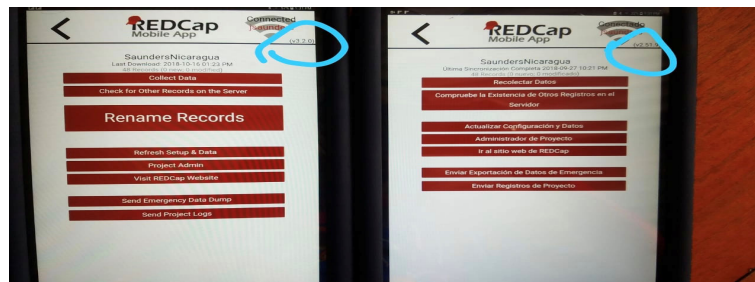 REDCap
Mobile App
Connected
(v3.2.0)
SaundersNicaragua
Last Download: 2018-10-16 01:23 PM
Collect Data
Check for Other Records on the Server
Rename Records
Refresh Setup & Data
Project Admin
Visit REDCap Website
Send Emergency Data Dump
Send Project Logs
REDCap
Mobile App
Conectado
SaundersNicaragua
Última Sincronización Completa 2018-09-27 10:21 PM
Recolectar Datos
Compruebe la Existencia de Otros Registros en el
Servidor
Actualizar Configuración y Datos
Administrador de Proyecto
Ir al sitio web de REDCap
Enviar Exportación de Datos de Emergencia
Enviar Registros de Proyecto